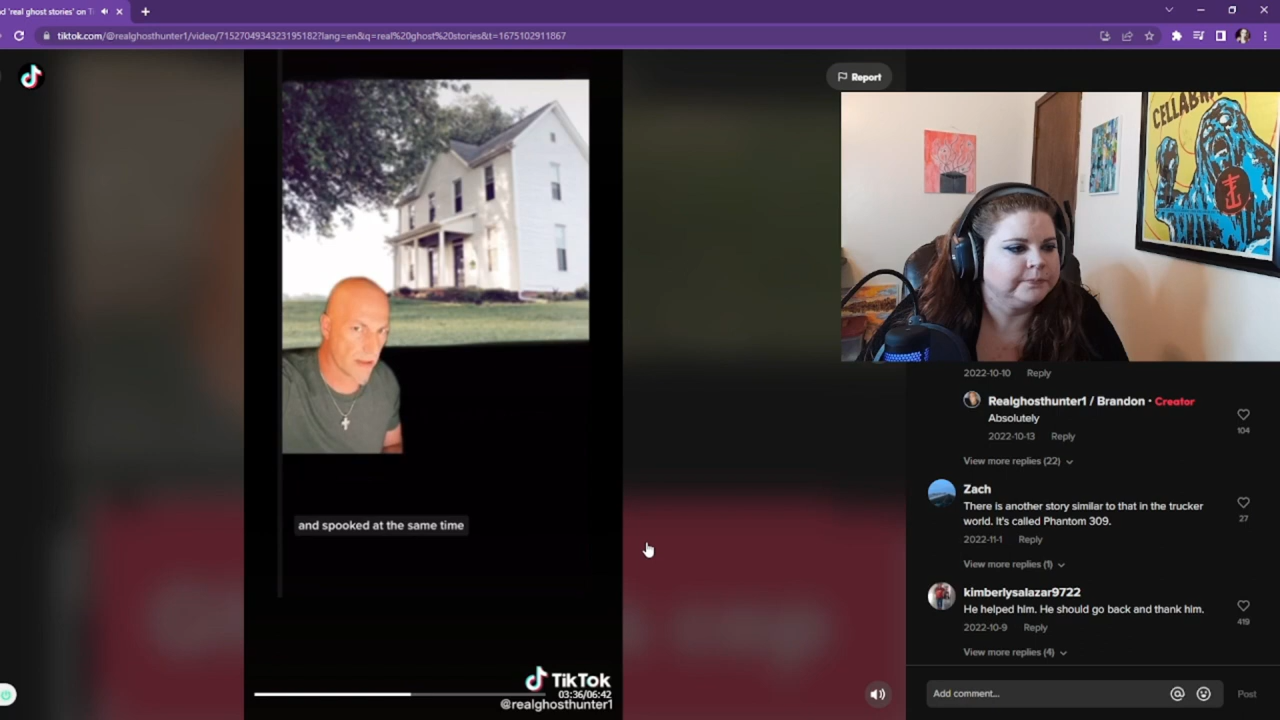 nd 'real ghost stories' on Ti
tiktok.com/@realghosthunter1/video/7152704934323195182?lang=en&q=real%20ghost%20stories&t=1675102911867
Report
CELLABRA
and spooked at the same time
TikTok
03:36/06:42
@realghosthunter1
2022-10-10 Reply
Realghosthunter1 / Brandon · Creator
Absolutely
104
2022-10-13 Reply
View more replies (22)
Zach
There is another story similar to that in the trucker
world. It's called Phantom 309.
27
2022-11-1 Reply
View more replies (1)
kimberlysalazar9722
He helped him. He should go back and thank him.
419
2022-10-9 Reply
View more replies (4)
Add comment...
Post